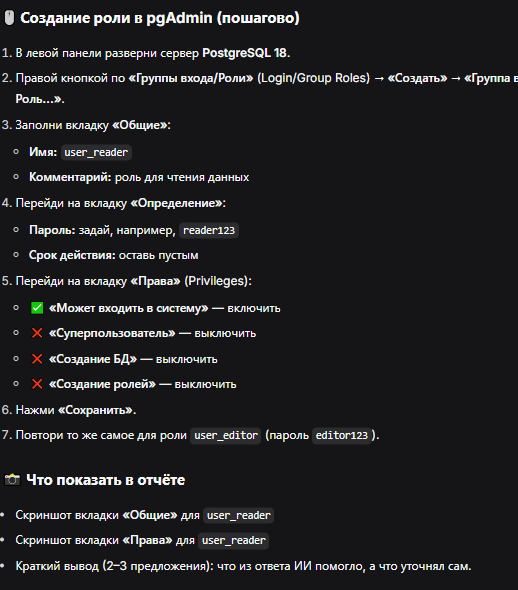 Создание роли в pgAdmin (пошагово)
1. В левой панели разверни сервер PostgreSQL 18.
2. Правой кнопкой по «Группы входа/Роли» (Login/Group Roles) → «Создать» → «Группа в
Роль...».
3. Заполни вкладку «Общие»:
Имя: user_reader
Комментарий: роль для чтения данных
4. Перейди на вкладку «Определение»:
Пароль: задай, например, reader123
Срок действия: оставь пустым
5. Перейди на вкладку «Права» (Privileges):
✅ «Может входить в систему» — включить
❌ «Суперпользователь» — выключить
❌ «Создание БД» — выключить
❌ «Создание ролей» — выключить
6. Нажми «Сохранить».
7. Повтори то же самое для роли user_editor (пароль editor123).
Что показать в отчёте
Скриншот вкладки «Общие» для user_reader
Скриншот вкладки «Права» для user_reader
Краткий вывод (2–3 предложения): что из ответа ИИ помогло, а что уточнял сам.